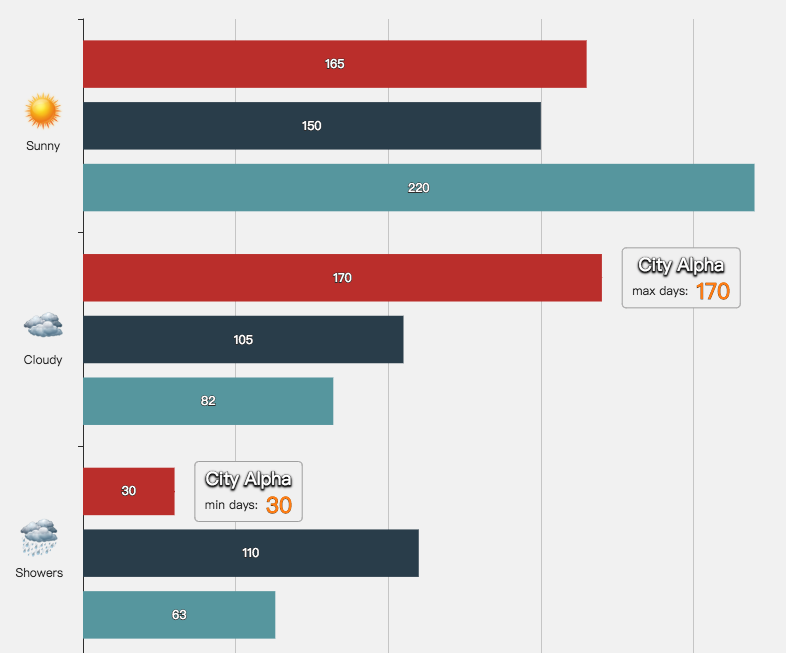 165
150
Sunny
220
City Alpha
170
max days: 170
105
Cloudy
82
City Alpha
30
min days: 30
110
Showers
63